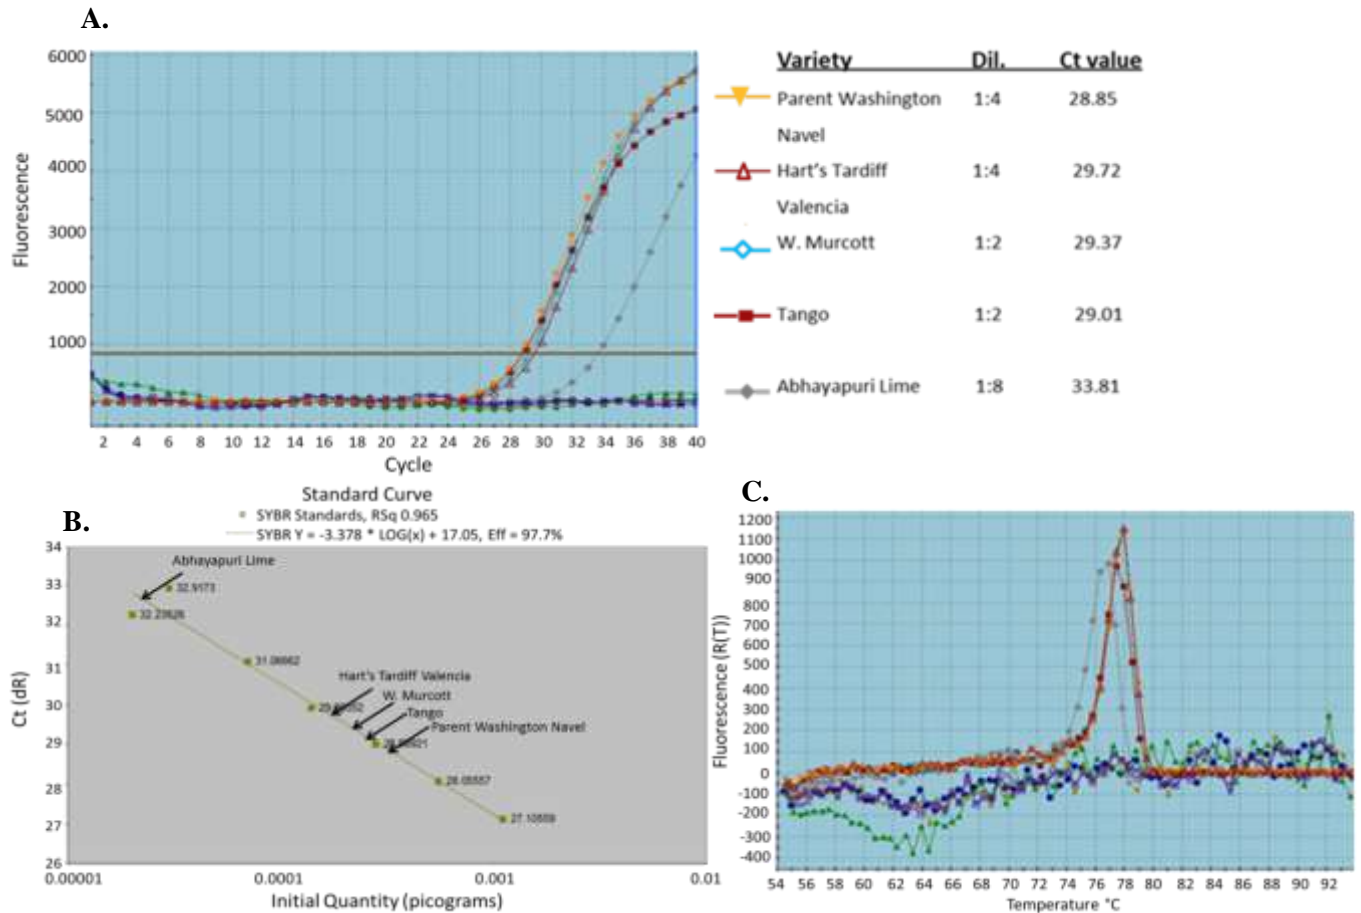 A.
6000
5000
4000
3000
2000
1000
Fluorescence
2 4 6 8 10 12 14 16 18 20 22 24 26 28 30 32 34 36 38 40
Cycle
Variety Dil. Ct value
Parent Washington 1:4 28.85
Navel
Hart's Tardiff 1:4 29.72
Valencia
W. Murcott 1:2 29.37
Tango 1:2 29.01
Abhayapuri Lime 1:8 33.81
B.
Standard Curve
SYBR Standards, RSq 0.965
SYBR Y = -3.378 * LOG(x) + 17.05, Eff = 97.7%
34
33
32
31
30
29
28
27
26
Ct (dR)
Abhayapuri Lime
32.9173
Hart's Tardiff Valencia
W. Murcott
Tango
Parent Washington Navel
28.05557
27.10559
0.00001 0.0001 0.001 0.01
Initial Quantity (picograms)
C.
1200
1100
1000
900
800
700
600
500
400
300
200
100
0
-100
-200
-300
-400
Fluorescence (R(T))
54 55 58 60 62 64 66 68 70 72 74 76 78 80 82 84 86 88 90 92
Temperature °C